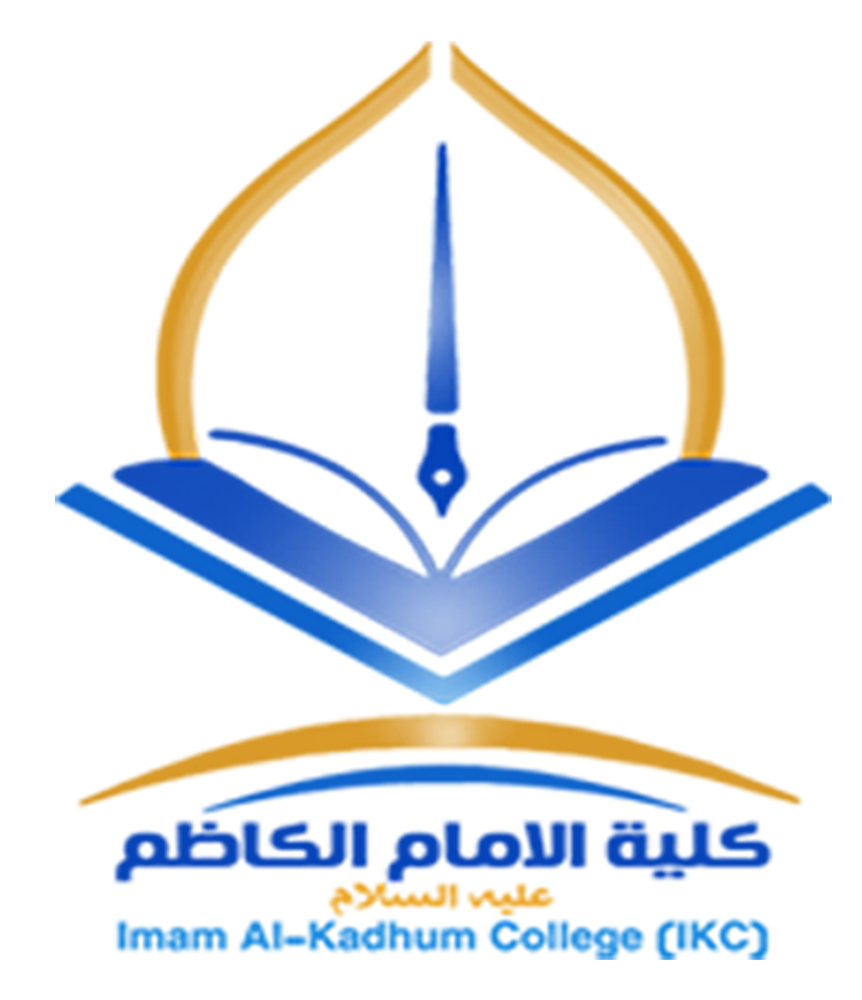 كلية الامام الكاظم
عليه السلام
Imam Al-Kadhum College (IKC)